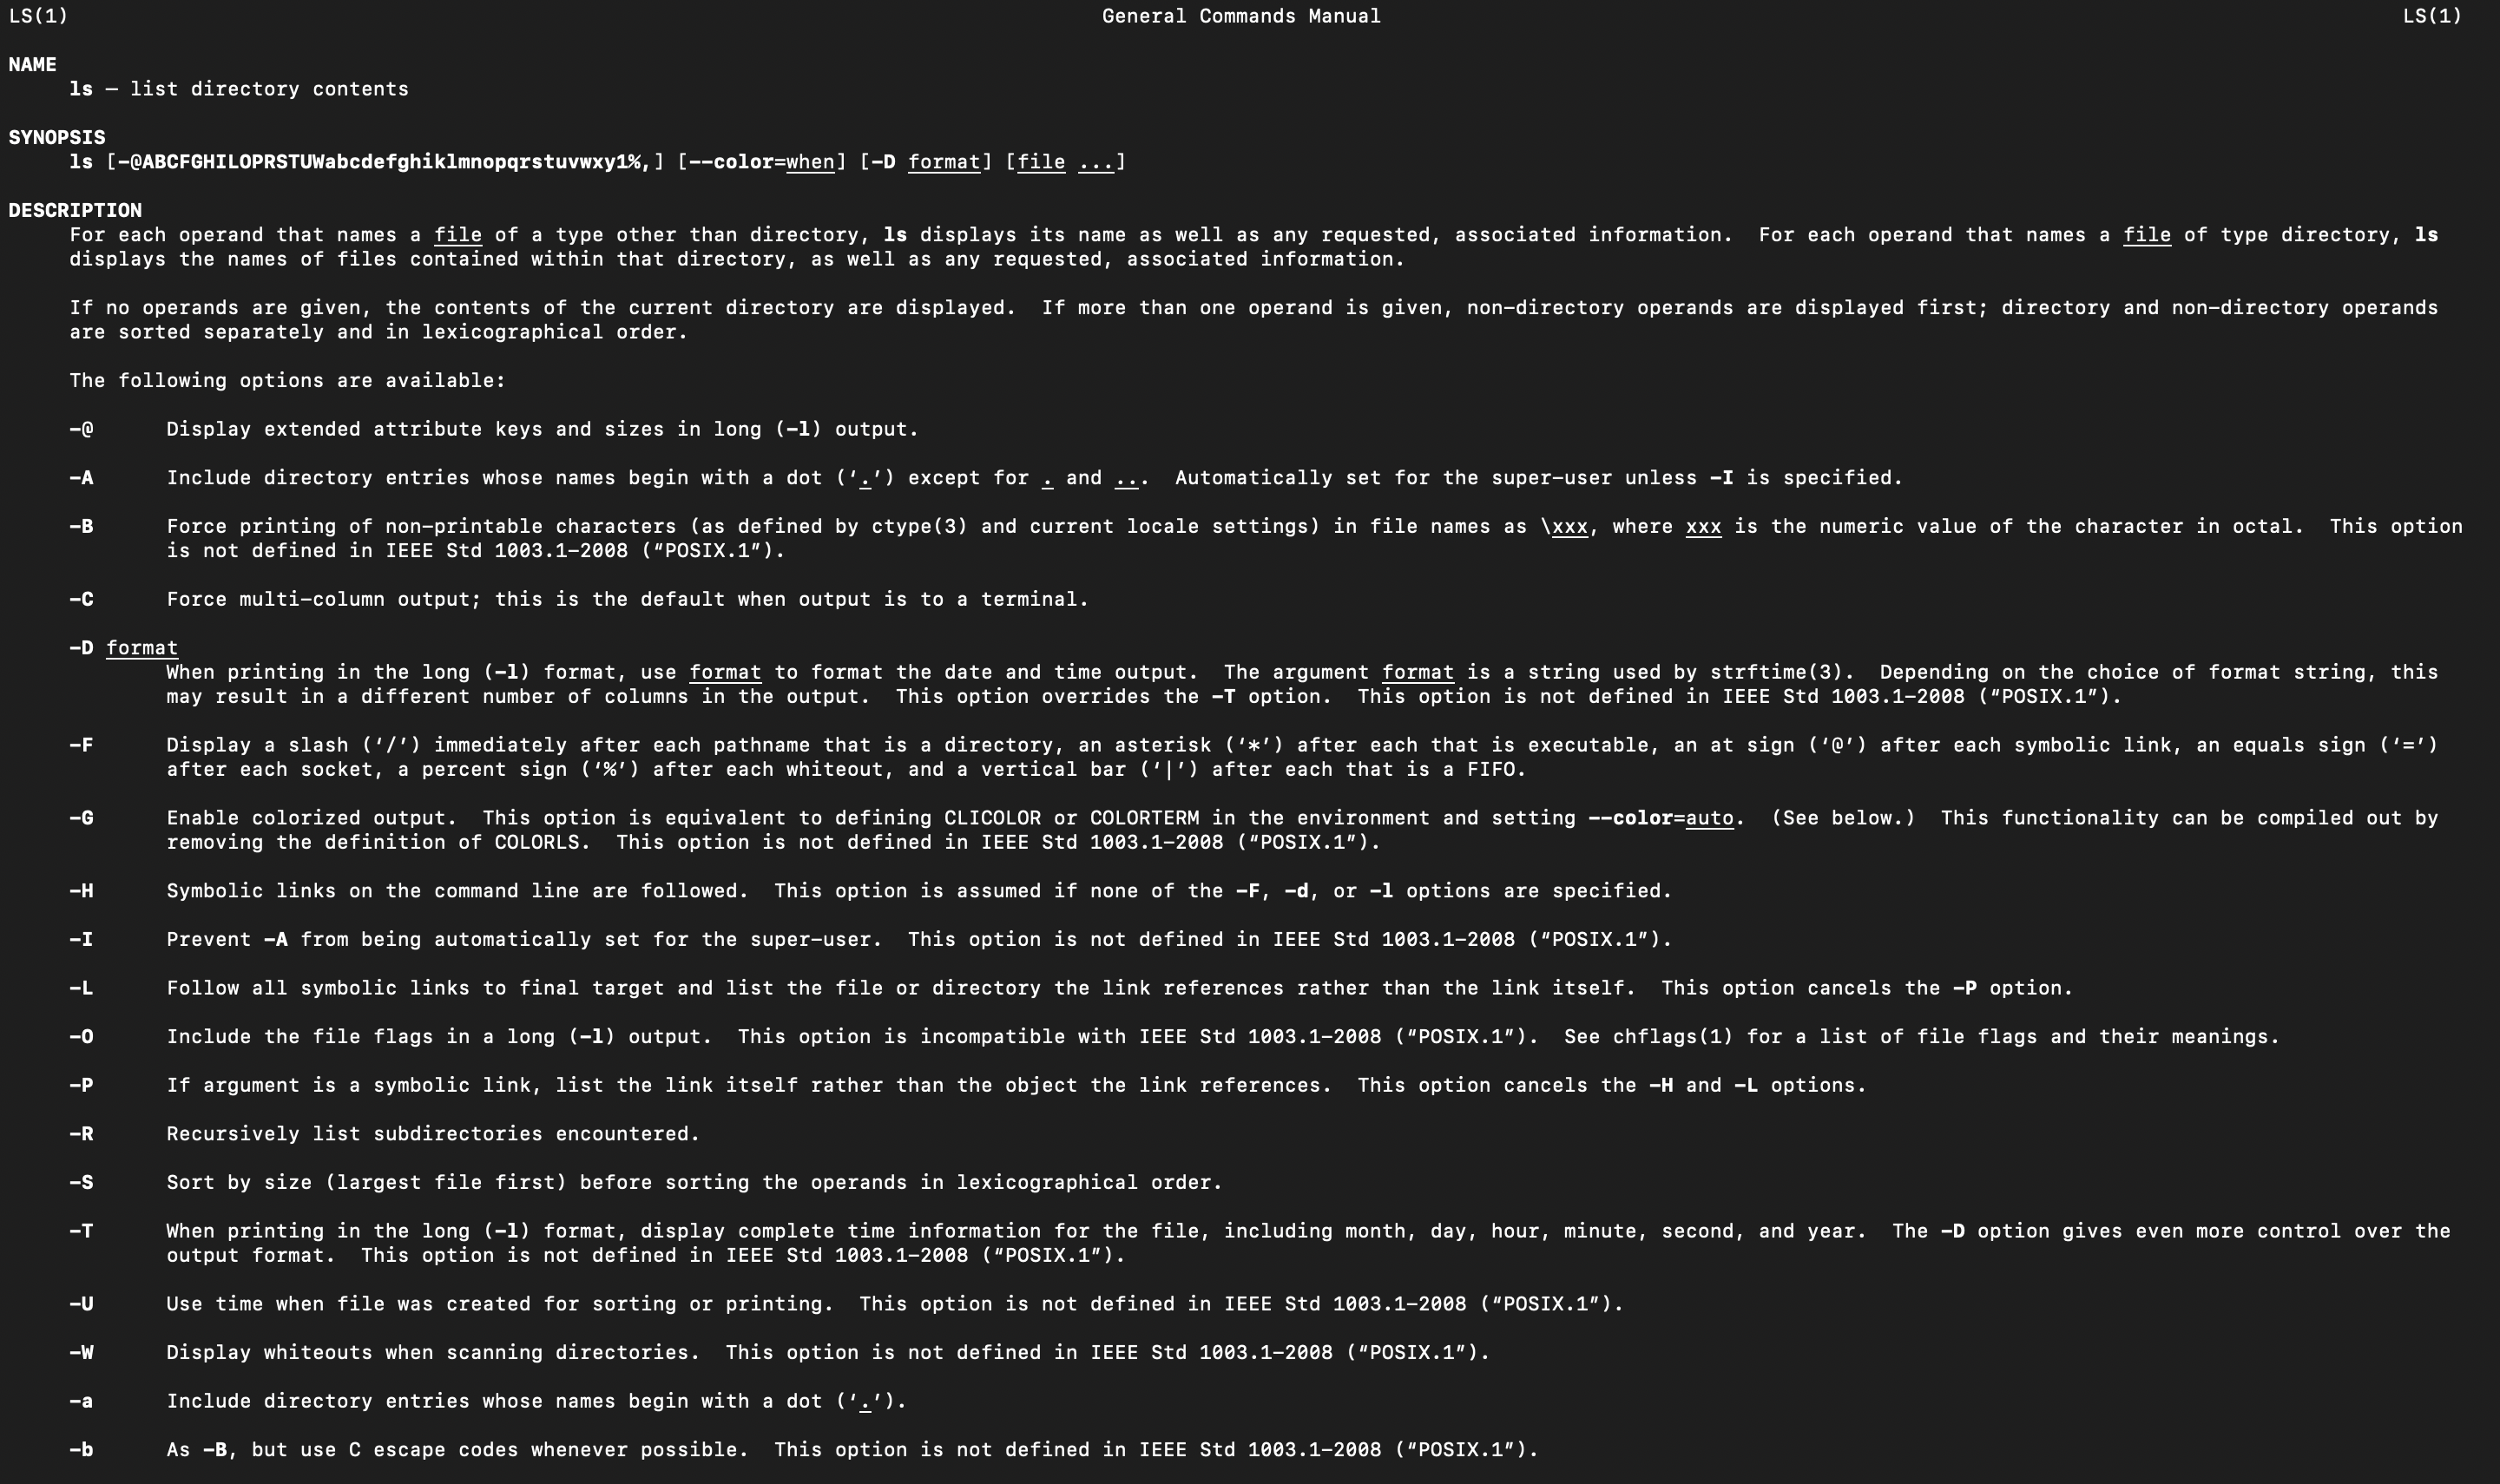 LS(1) General Commands Manual LS(1)
NAME
ls — list directory contents
SYNOPSIS
ls [-@ABCFGHILOPRSTUWabcdefghiklmnopqrstuvwxy1%,] [--color=when] [-D format] [file ...]
DESCRIPTION
For each operand that names a file of a type other than directory, ls displays its name as well as any requested, associated information.  For each operand that names a file of type directory, ls
displays the names of files contained within that directory, as well as any requested, associated information.
If no operands are given, the contents of the current directory are displayed.  If more than one operand is given, non-directory operands are displayed first; directory and non-directory operands
are sorted separately and in lexicographical order.
The following options are available:
-@ Display extended attribute keys and sizes in long (-l) output.
-A Include directory entries whose names begin with a dot (‘.’) except for . and ...  Automatically set for the super-user unless -I is specified.
-B Force printing of non-printable characters (as defined by ctype(3) and current locale settings) in file names as \xxx, where xxx is the numeric value of the character in octal.  This option
is not defined in IEEE Std 1003.1-2008 (“POSIX.1”).
-C Force multi-column output; this is the default when output is to a terminal.
-D format
When printing in the long (-l) format, use format to format the date and time output.  The argument format is a string used by strftime(3).  Depending on the choice of format string, this
may result in a different number of columns in the output.  This option overrides the -T option.  This option is not defined in IEEE Std 1003.1-2008 (“POSIX.1”).
-F Display a slash (‘/’) immediately after each pathname that is a directory, an asterisk (‘*’) after each that is executable, an at sign (‘@’) after each symbolic link, an equals sign (‘=’)
after each socket, a percent sign (‘%’) after each whiteout, and a vertical bar (‘|’) after each that is a FIFO.
-G Enable colorized output.  This option is equivalent to defining CLICOLOR or COLORTERM in the environment and setting --color=auto.  (See below.)  This functionality can be compiled out by
removing the definition of COLORLS.  This option is not defined in IEEE Std 1003.1-2008 (“POSIX.1”).
-H Symbolic links on the command line are followed.  This option is assumed if none of the -F, -d, or -l options are specified.
-I Prevent -A from being automatically set for the super-user.  This option is not defined in IEEE Std 1003.1-2008 (“POSIX.1”).
-L Follow all symbolic links to final target and list the file or directory the link references rather than the link itself.  This option cancels the -P option.
-O Include the file flags in a long (-l) output.  This option is incompatible with IEEE Std 1003.1-2008 (“POSIX.1”).  See chflags(1) for a list of file flags and their meanings.
-P If argument is a symbolic link, list the link itself rather than the object the link references.  This option cancels the -H and -L options.
-R Recursively list subdirectories encountered.
-S Sort by size (largest file first) before sorting the operands in lexicographical order.
-T When printing in the long (-l) format, display complete time information for the file, including month, day, hour, minute, second, and year.  The -D option gives even more control over the
output format.  This option is not defined in IEEE Std 1003.1-2008 (“POSIX.1”).
-U Use time when file was created for sorting or printing.  This option is not defined in IEEE Std 1003.1-2008 (“POSIX.1”).
-W Display whiteouts when scanning directories.  This option is not defined in IEEE Std 1003.1-2008 (“POSIX.1”).
-a Include directory entries whose names begin with a dot (‘.’).
-b As -B, but use C escape codes whenever possible.  This option is not defined in IEEE Std 1003.1-2008 (“POSIX.1”).